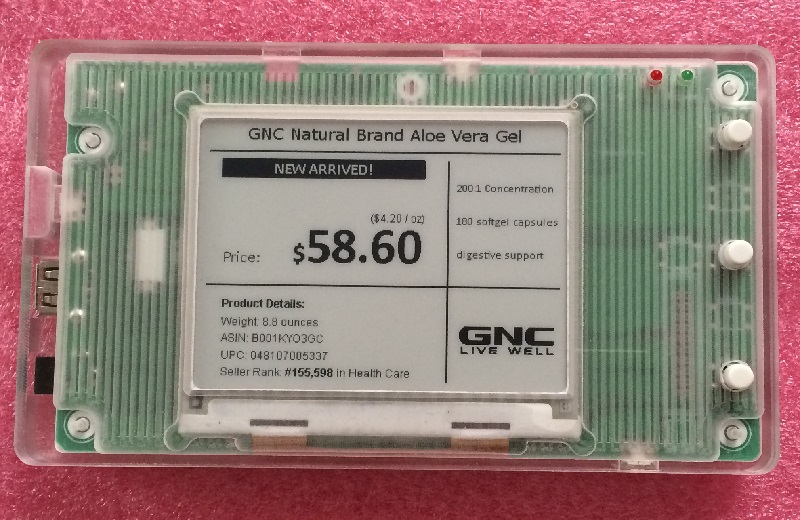 GNC Natural Brand Aloe Vera Gel
NEW ARRIVED!
($4.20 / oz)
Price: $58.60
200:1 Concentration
180 softgel capsules
digestive support
Product Details:
Weight: 8.8 ounces
ASIN: B001KYO3GC
UPC: 048107005337
Seller Rank: #155,598 in Health Care
GNC
LIVE WELL